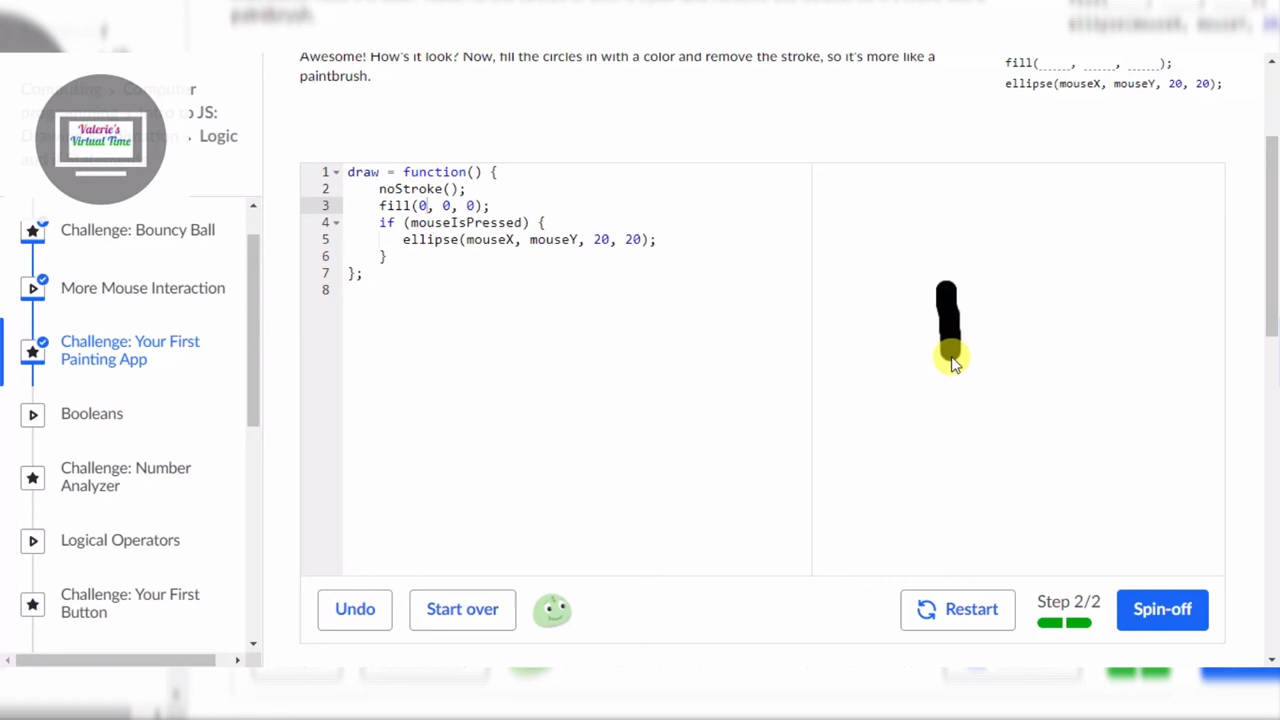 Awesome! How's it look? Now, fill the circles in with a color and remove the stroke, so it's more like a
paintbrush.
fill(_____, _____, _____);
ellipse(mouseX, mouseY, 20, 20);
Valerie's
Virtual Time
JS:
Logic
Challenge: Bouncy Ball
More Mouse Interaction
Challenge: Your First
Painting App
Booleans
Challenge: Number
Analyzer
Logical Operators
Challenge: Your First
Button
1 draw = function() {
2 noStroke();
3 fill(0, 0, 0);
4 if (mouseIsPressed) {
5 ellipse(mouseX, mouseY, 20, 20);
6 }
7 };
8
Undo
Start over
Restart
Step 2/2
Spin-off